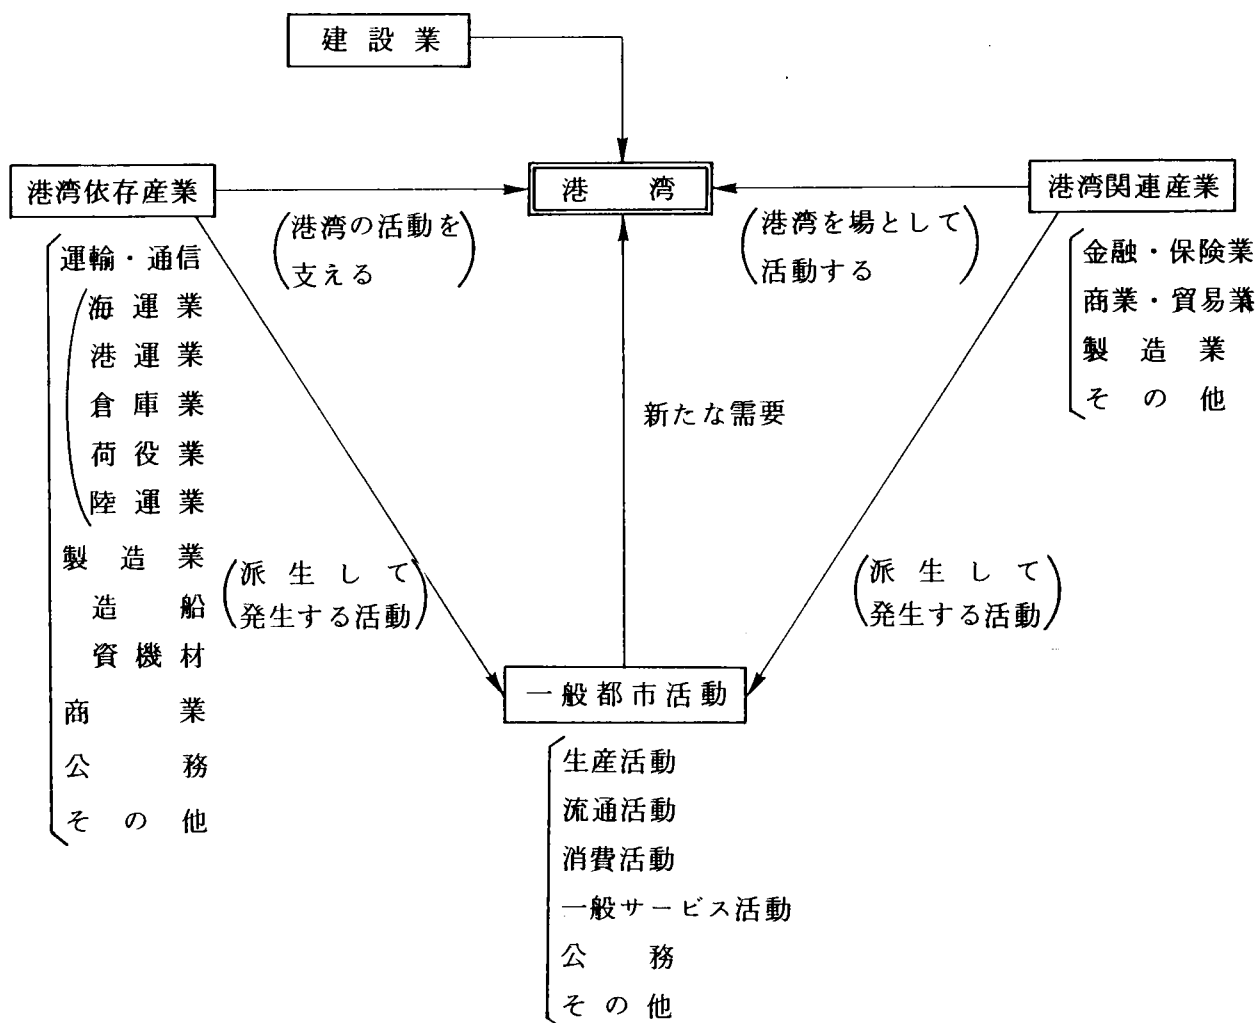 建設業
港湾
港湾依存産業
(港湾の活動を
支える)
(港湾を場として
活動する)
港湾関連産業
運輸・通信
海運業
港運業
倉庫業
荷役業
陸運業
製造業
造船
資機材
商業
公務
その他
金融・保険業
商業・貿易業
製造業
その他
新たな需要
(派生して
発生する活動)
(派生して
発生する活動)
一般都市活動
生産活動
流通活動
消費活動
一般サービス活動
公務
その他